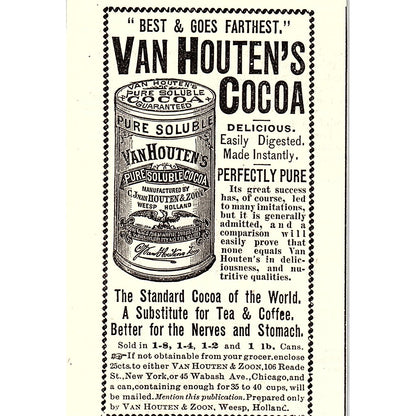 "BEST & GOES FARTHEST."
VAN HOUTEN'S
COCOA
VAN HOUTEN'S
PURE SOLUBLE
COCOA
GUARANTEED
PURE SOLUBLE
VAN HOUTEN'S
PURE SOLUBLE COCOA
MANUFACTURED BY
C.J. VAN HOUTEN & ZOON,
WEESP HOLLAND
DELICIOUS.
Easily Digested.
Made Instantly.
PERFECTLY PURE
Its great success
has, of course, led
to many imitations,
but it is generally
admitted, and a
comparison will
easily prove that
none equals Van
Houten's in delic-
iousness, and nu-
tritive qualities.
The Standard Cocoa of the World.
A Substitute for Tea & Coffee.
Better for the Nerves and Stomach.
Sold in 1-8, 1-4, 1-2 and 1 lb. Cans.
☞If not obtainable from your grocer, enclose
25cts. to either VAN HOUTEN & ZOON, 106 Reade
St., New York, or 45 Wabash Ave., Chicago, and
a can, containing enough for 35 to 40 cups, will
be mailed. Mention this publication. Prepared only
by VAN HOUTEN & ZOON, Weesp, Holland.